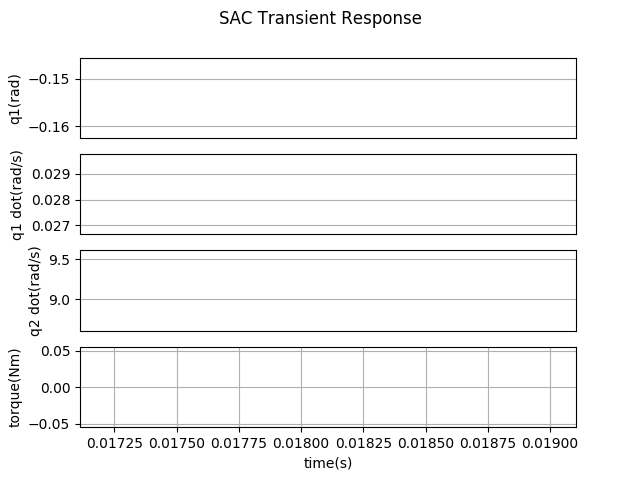 SAC Transient Response
q1(rad)
−0.15
−0.16
q1 dot(rad/s)
0.029
0.028
0.027
q2 dot(rad/s)
9.5
9.0
torque(Nm)
0.05
0.00
−0.05
0.01725 0.01750 0.01775 0.01800 0.01825 0.01850 0.01875 0.01900
time(s)